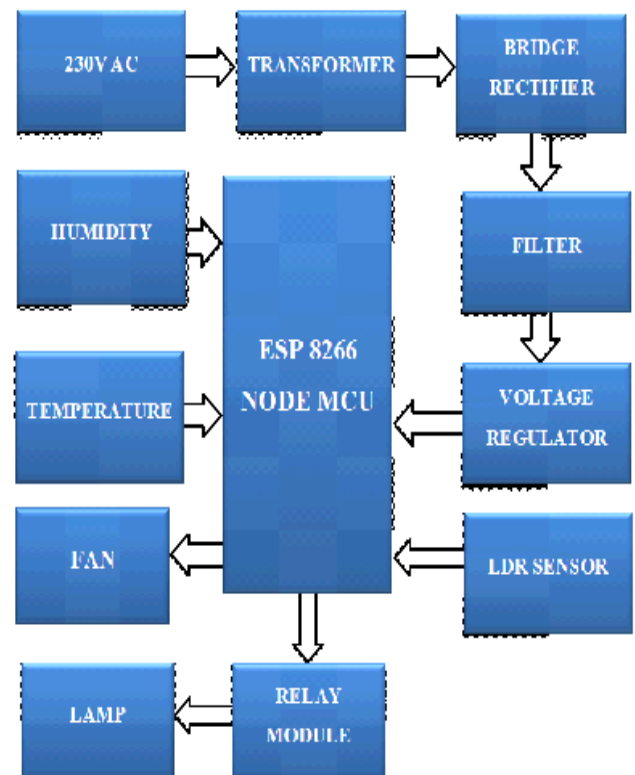 230V AC
TRANSFORMER
BRIDGE
RECTIFIER
HUMIDITY
FILTER
ESP 8266
NODE MCU
TEMPERATURE
VOLTAGE
REGULATOR
FAN
LDR SENSOR
LAMP
RELAY
MODULE